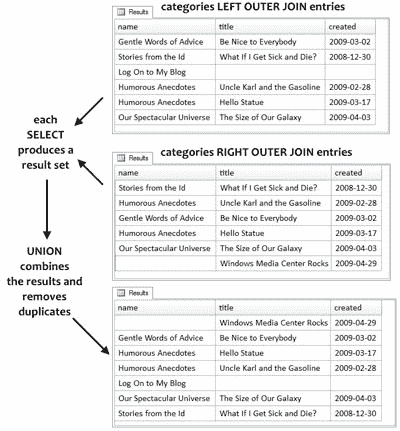 categories LEFT OUTER JOIN entries
Results
name title created
Gentle Words of Advice Be Nice to Everybody 2009-03-02
Stories from the Id What If I Get Sick and Die? 2008-12-30
Log On to My Blog
Humorous Anecdotes Uncle Karl and the Gasoline 2009-02-28
Humorous Anecdotes Hello Statue 2009-03-17
Our Spectacular Universe The Size of Our Galaxy 2009-04-03
each
SELECT
produces a
result set
categories RIGHT OUTER JOIN entries
Results
name title created
Stories from the Id What If I Get Sick and Die? 2008-12-30
Humorous Anecdotes Uncle Karl and the Gasoline 2009-02-28
Gentle Words of Advice Be Nice to Everybody 2009-03-02
Humorous Anecdotes Hello Statue 2009-03-17
Our Spectacular Universe The Size of Our Galaxy 2009-04-03
Windows Media Center Rocks 2009-04-29
UNION
combines
the results and
removes
duplicates
Results
name title created
Windows Media Center Rocks 2009-04-29
Gentle Words of Advice Be Nice to Everybody 2009-03-02
Humorous Anecdotes Hello Statue 2009-03-17
Humorous Anecdotes Uncle Karl and the Gasoline 2009-02-28
Log On to My Blog
Our Spectacular Universe The Size of Our Galaxy 2009-04-03
Stories from the Id What If I Get Sick and Die? 2008-12-30